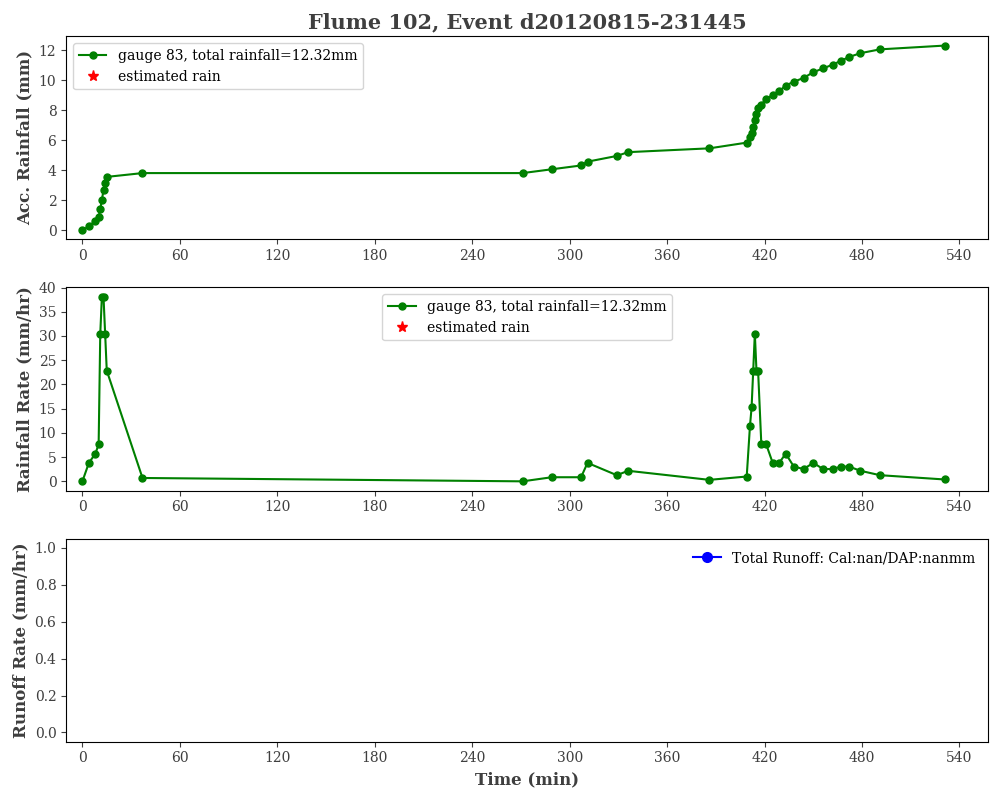 Flume 102, Event d20120815-231445
Acc. Rainfall (mm)
12
10
8
6
4
2
0
gauge 83, total rainfall=12.32mm
estimated rain
0 60 120 180 240 300 360 420 480 540
Rainfall Rate (mm/hr)
40
35
30
25
20
15
10
5
0
gauge 83, total rainfall=12.32mm
estimated rain
0 60 120 180 240 300 360 420 480 540
Runoff Rate (mm/hr)
1.0
0.8
0.6
0.4
0.2
0.0
Total Runoff: Cal:nan/DAP:nanmm
0 60 120 180 240 300 360 420 480 540
Time (min)